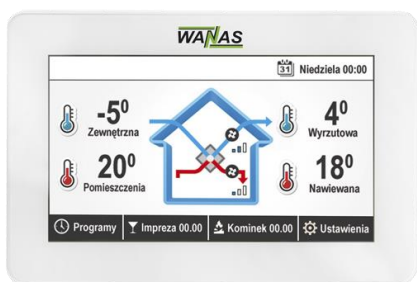 WANAS
31
Niedziela 00:00
-5⁰
Zewnętrzna
4⁰
Wyrzutowa
20⁰
Pomieszczenia
18⁰
Nawiewana
Programy Impreza 00.00 Kominek 00.00 Ustawienia